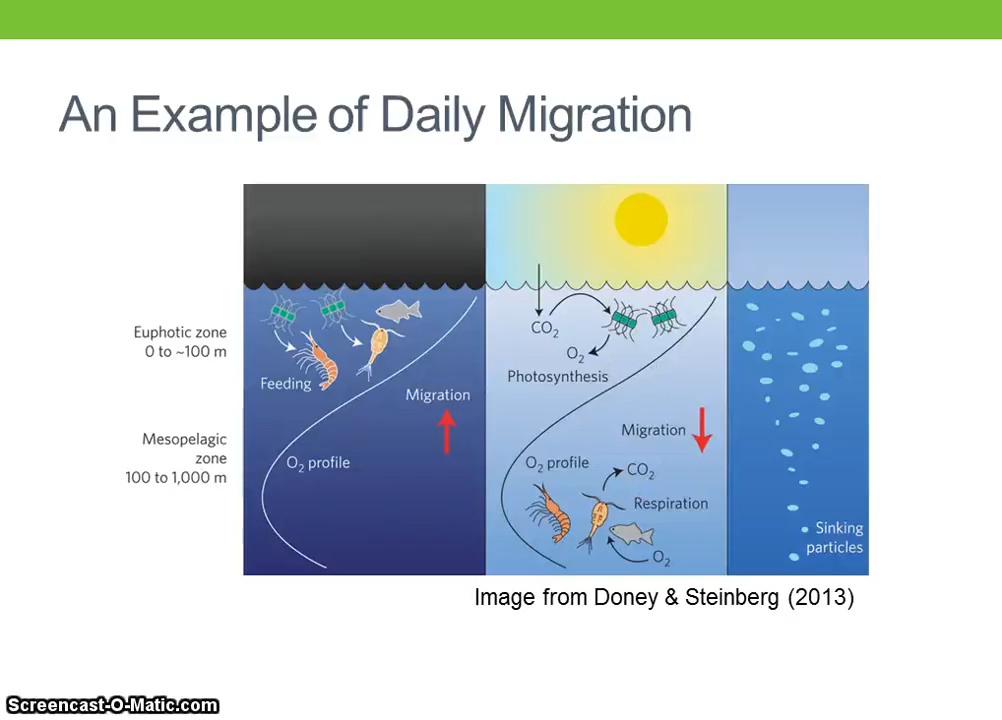 An Example of Daily Migration
Euphotic zone
0 to ~100 m
Feeding
Migration
Mesopelagic
zone
100 to 1,000 m
O₂ profile
CO₂
O₂
Photosynthesis
Migration
O₂ profile
CO₂
Respiration
O₂
Sinking
particles
Image from Doney & Steinberg (2013)
Screencast-O-Matic.com